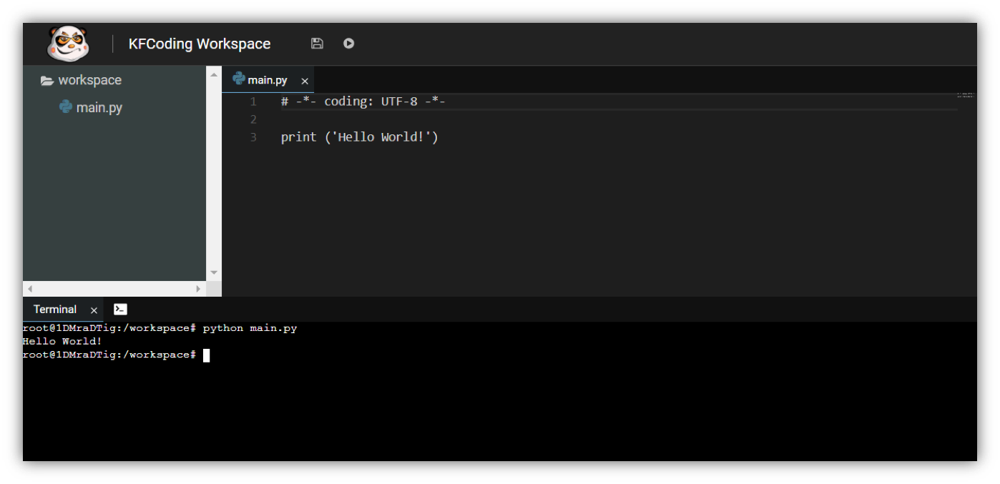 KFCoding Workspace
workspace
main.py
main.py ×
1 # -*- coding: UTF-8 -*-
2
3 print ('Hello World!')
Terminal ×
root@1DMraDTig:/workspace# python main.py
Hello World!
root@1DMraDTig:/workspace#